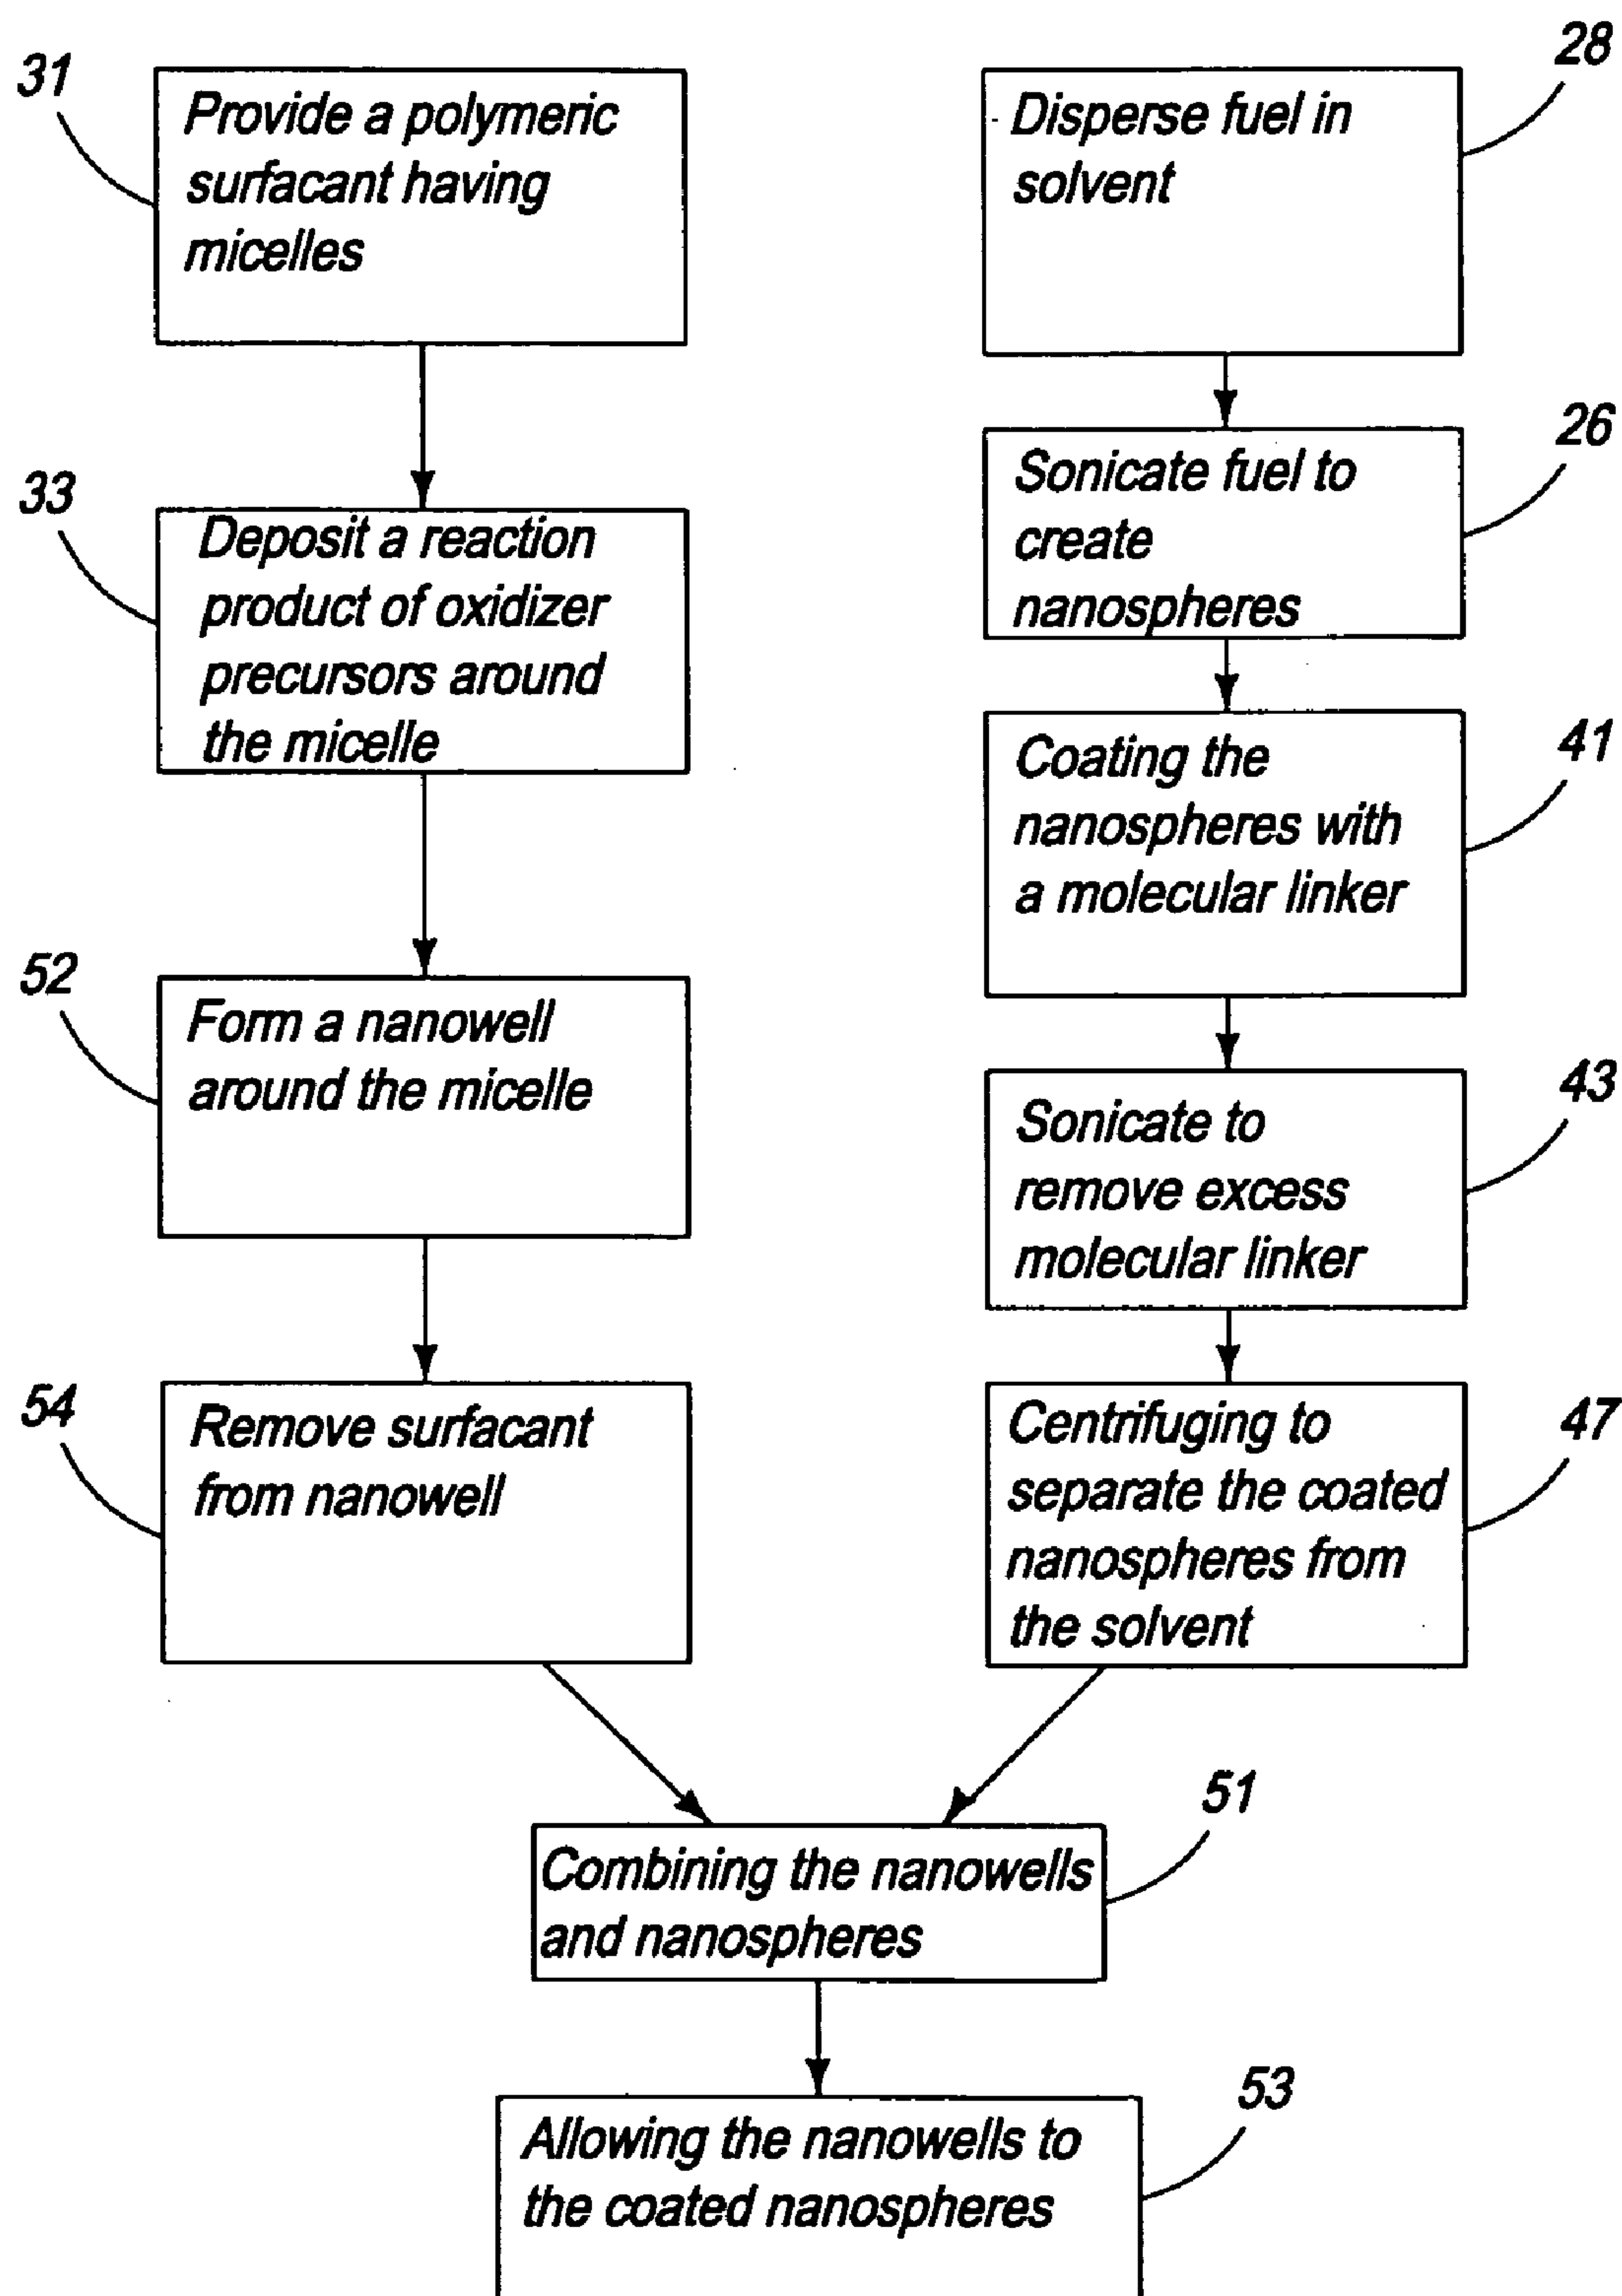 31
Provide a polymeric
surfacant having
micelles
33
Deposit a reaction
product of oxidizer
precursors around
the micelle
52
Form a nanowell
around the micelle
54
Remove surfacant
from nanowell
28
Disperse fuel in
solvent
26
Sonicate fuel to
create
nanospheres
41
Coating the
nanospheres with
a molecular linker
43
Sonicate to
remove excess
molecular linker
47
Centrifuging to
separate the coated
nanospheres from
the solvent
51
Combining the nanowells
and nanospheres
53
Allowing the nanowells to
the coated nanospheres